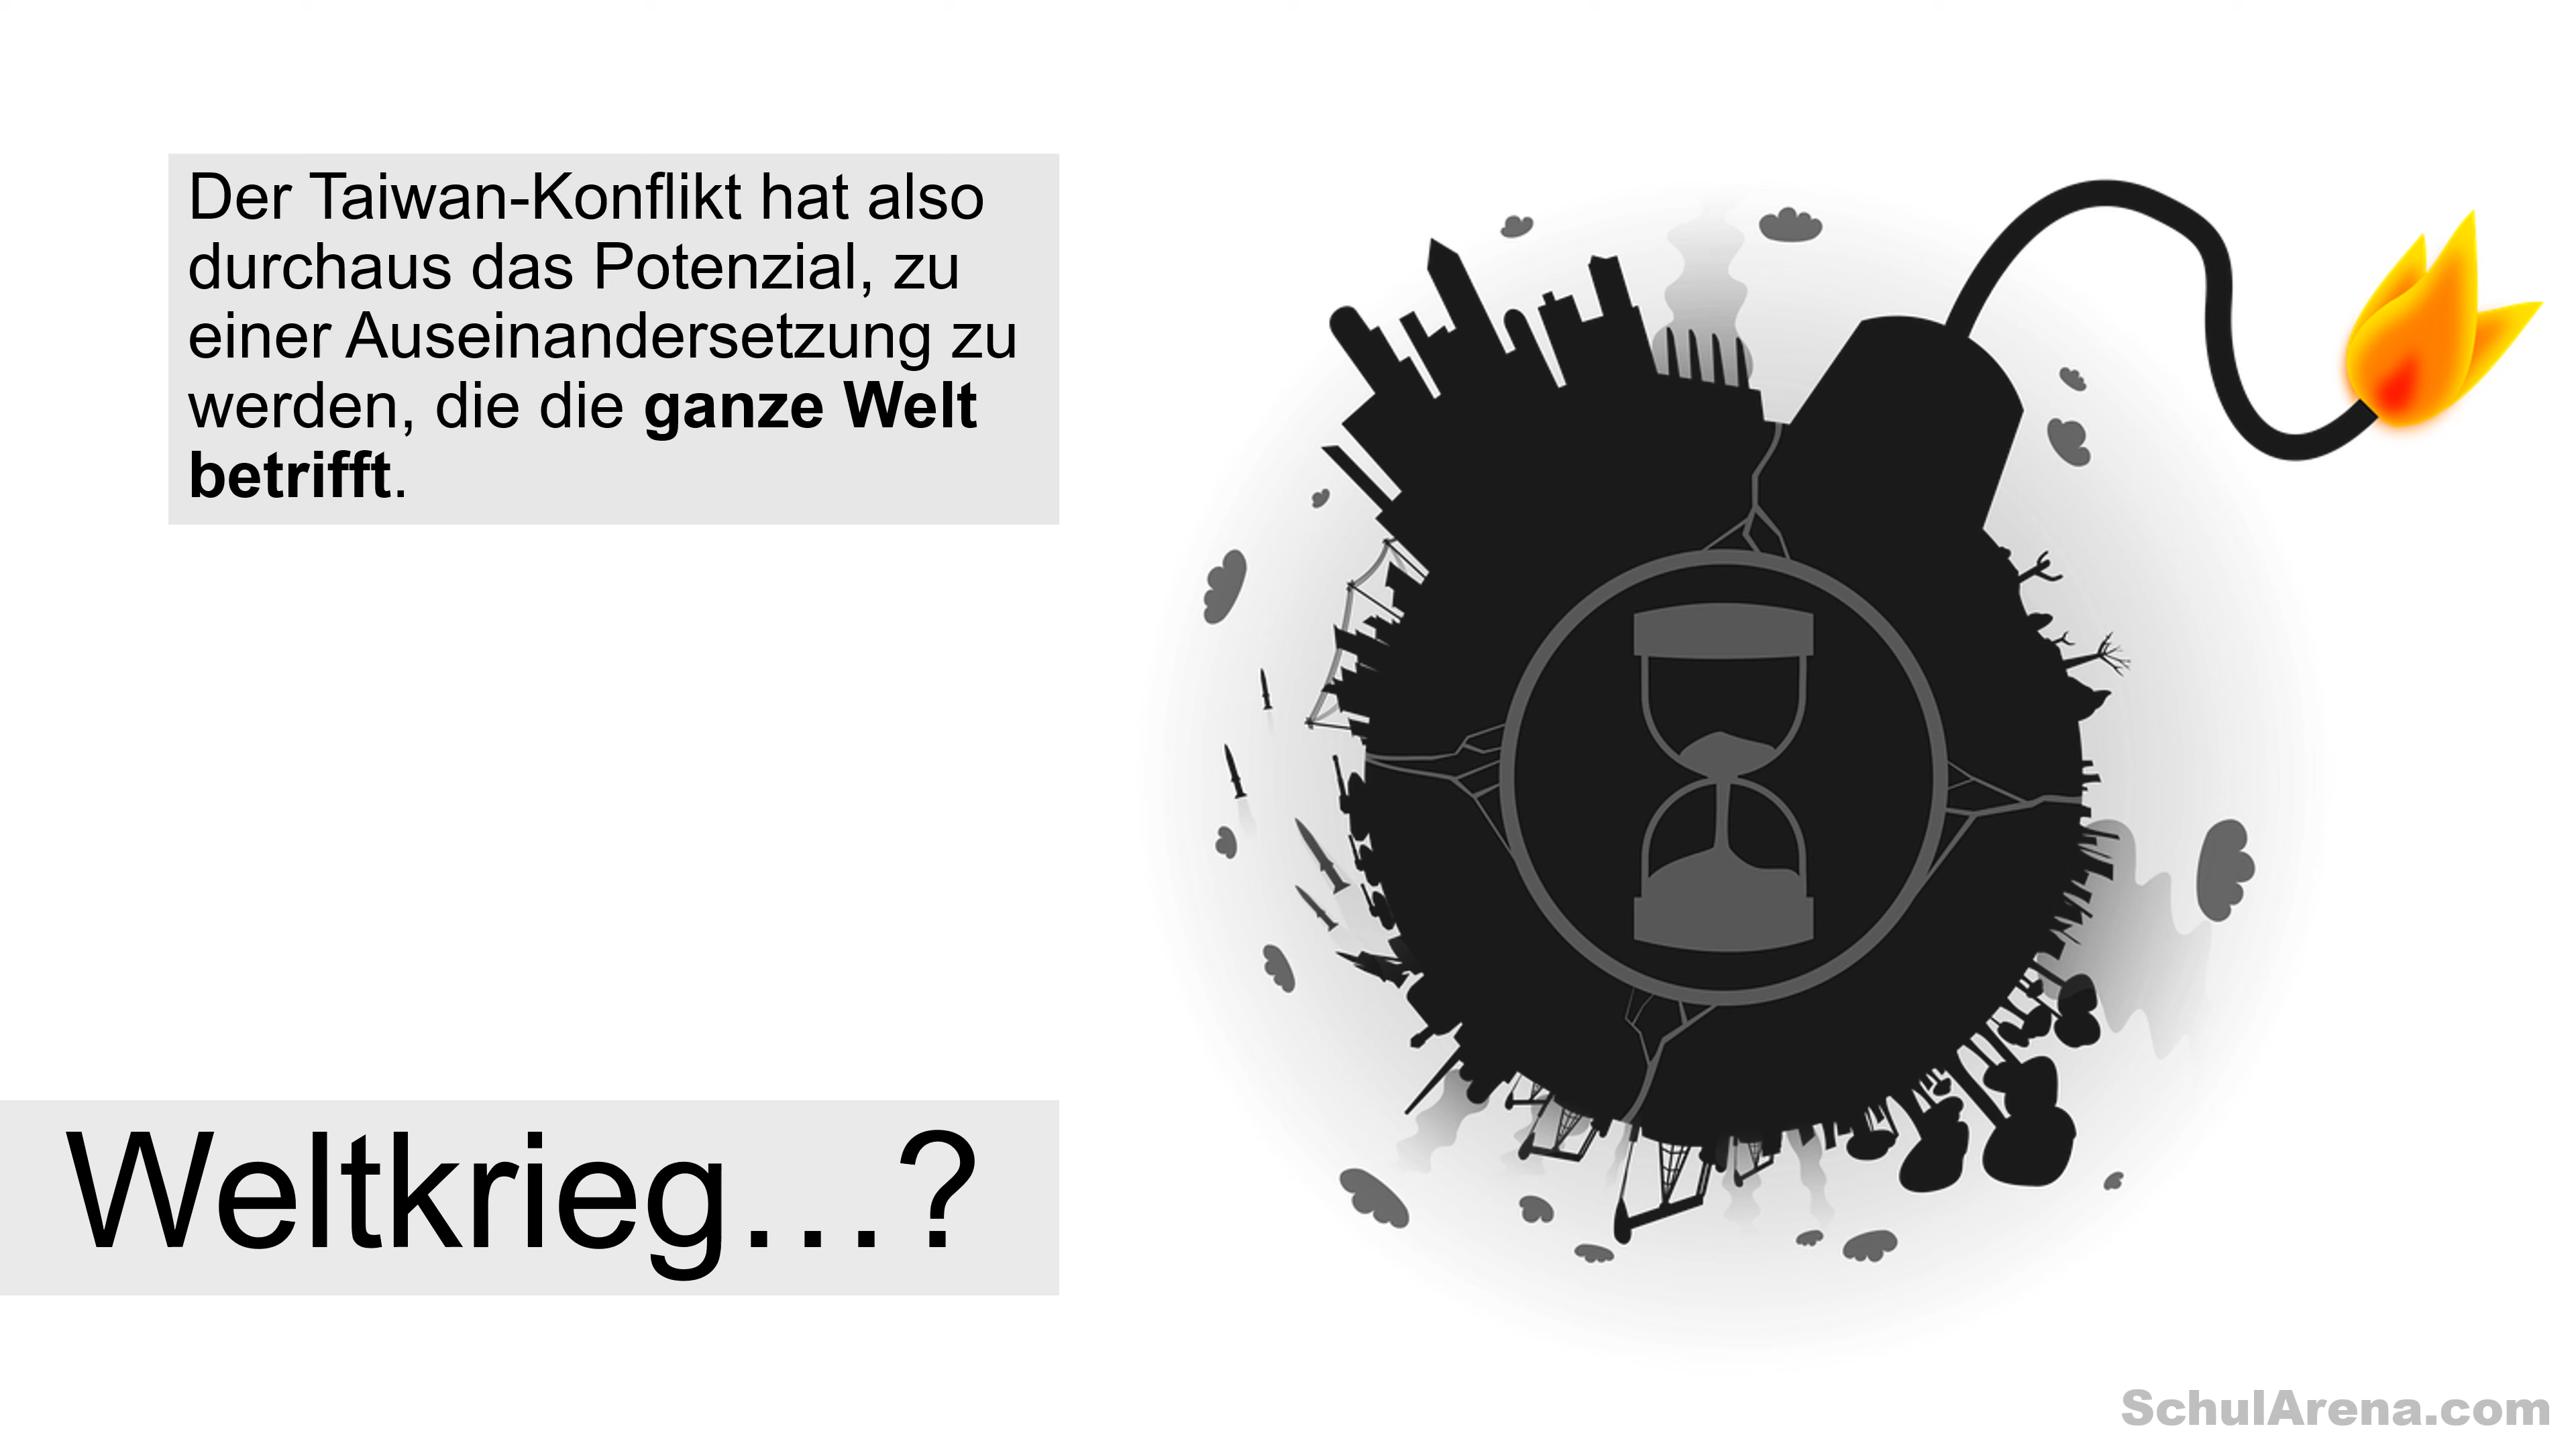 Der Taiwan-Konflikt hat also
durchaus das Potenzial, zu
einer Auseinandersetzung zu
werden, die die ganze Welt
betrifft.
Weltkrieg…?
SchulArena.com